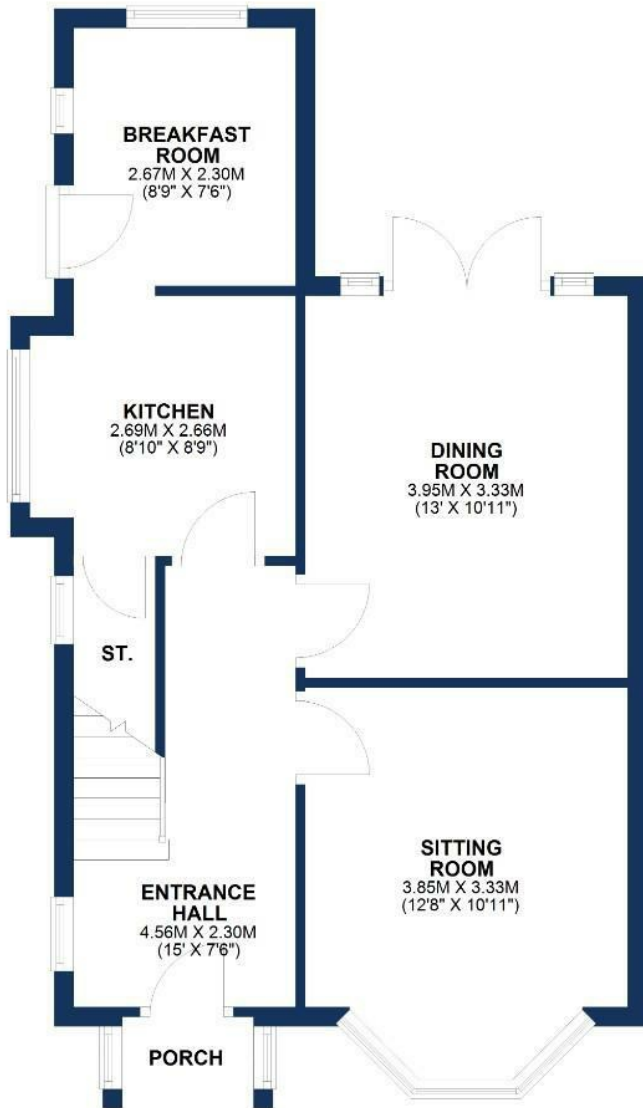 BREAKFAST
ROOM
2.67M X 2.30M
(8'9" X 7'6")
KITCHEN
2.69M X 2.66M
(8'10" X 8'9")
DINING
ROOM
3.95M X 3.33M
(13' X 10'11")
ST.
SITTING
ROOM
3.85M X 3.33M
(12'8" X 10'11")
ENTRANCE
HALL
4.56M X 2.30M
(15' X 7'6")
PORCH